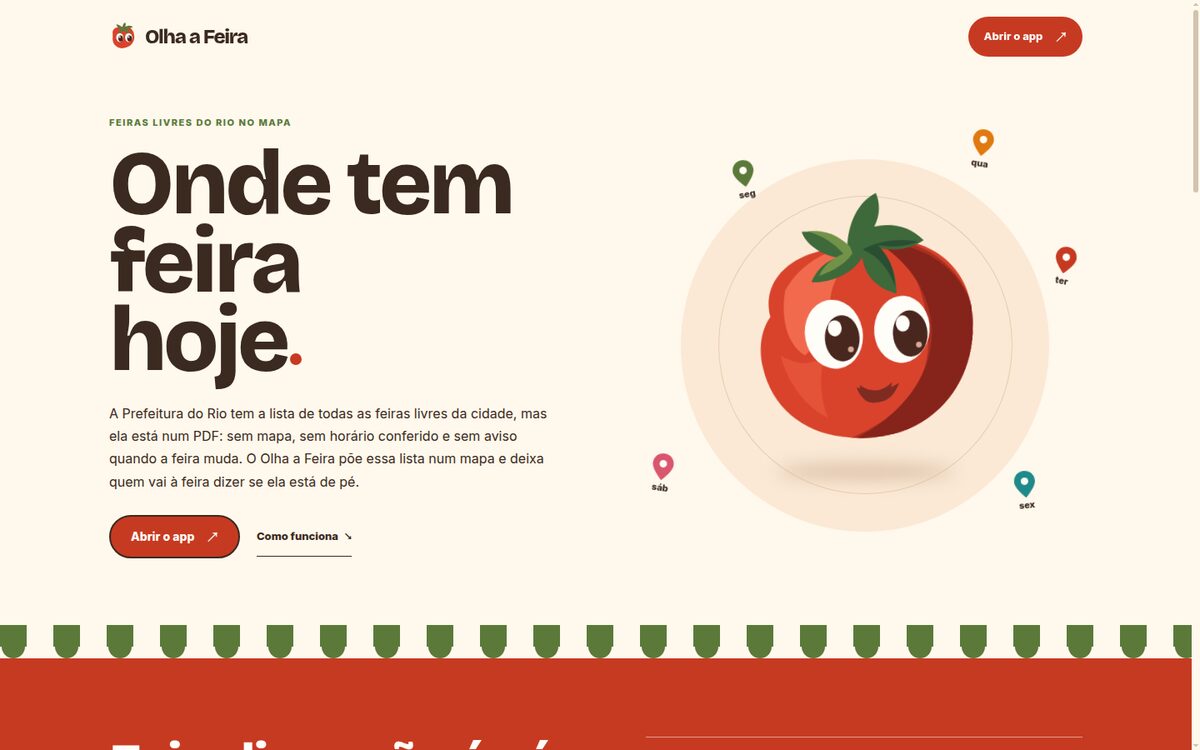 Olha a Feira
Abrir o app ↗
FEIRAS LIVRES DO RIO NO MAPA
Onde tem
feira
hoje.
A Prefeitura do Rio tem a lista de todas as feiras livres da cidade, mas
ela está num PDF: sem mapa, sem horário conferido e sem aviso
quando a feira muda. O Olha a Feira põe essa lista num mapa e deixa
quem vai à feira dizer se ela está de pé.
Abrir o app ↗
Como funciona ↘
seg
qua
ter
sáb
sex